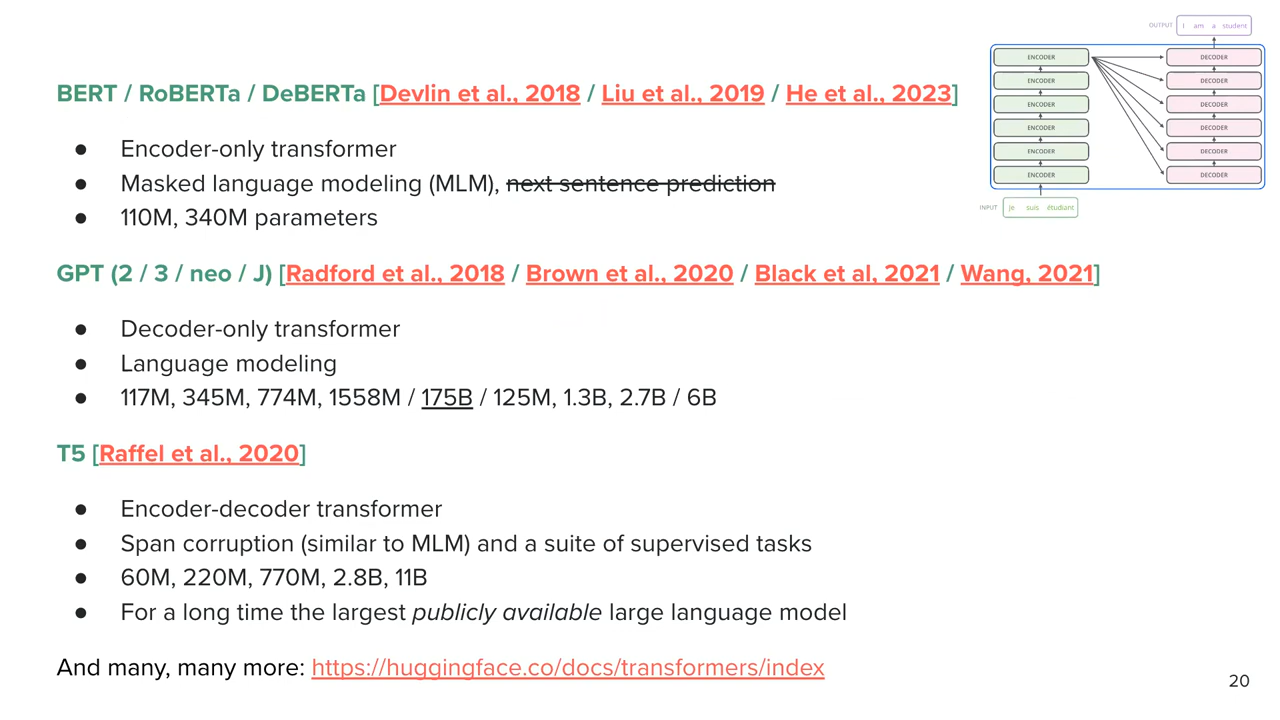 OUTPUT I am a student
ENCODER DECODER
ENCODER DECODER
ENCODER DECODER
ENCODER DECODER
ENCODER DECODER
ENCODER DECODER
INPUT je suis étudiant
BERT / RoBERTa / DeBERTa [Devlin et al., 2018 / Liu et al., 2019 / He et al., 2023]
● Encoder-only transformer
● Masked language modeling (MLM), next sentence prediction
● 110M, 340M parameters
GPT (2 / 3 / neo / J) [Radford et al., 2018 / Brown et al., 2020 / Black et al, 2021 / Wang, 2021]
● Decoder-only transformer
● Language modeling
● 117M, 345M, 774M, 1558M / 175B / 125M, 1.3B, 2.7B / 6B
T5 [Raffel et al., 2020]
● Encoder-decoder transformer
● Span corruption (similar to MLM) and a suite of supervised tasks
● 60M, 220M, 770M, 2.8B, 11B
● For a long time the largest publicly available large language model
And many, many more: https://huggingface.co/docs/transformers/index
20